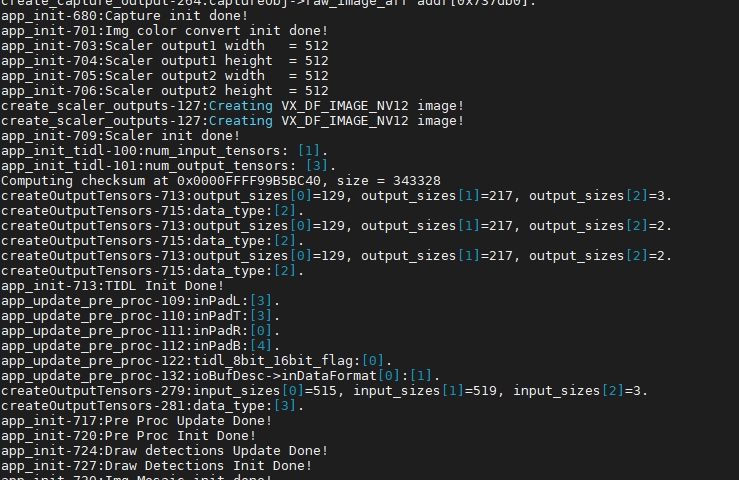 create_capture_output-264:captureObj->raw_image_arr addr[0x737db0].
app_init-680:Capture init done!
app_init-701:Img color convert init done!
app_init-703:Scaler output1 width   = 512
app_init-704:Scaler output1 height  = 512
app_init-705:Scaler output2 width   = 512
app_init-706:Scaler output2 height  = 512
create_scaler_outputs-127:Creating VX_DF_IMAGE_NV12 image!
create_scaler_outputs-127:Creating VX_DF_IMAGE_NV12 image!
app_init-709:Scaler init done!
app_init_tidl-100:num_input_tensors: [1].
app_init_tidl-101:num_output_tensors: [3].
Computing checksum at 0x0000FFFF99B5BC40, size = 343328
createOutputTensors-713:output_sizes[0]=129, output_sizes[1]=217, output_sizes[2]=3.
createOutputTensors-715:data_type:[2].
createOutputTensors-713:output_sizes[0]=129, output_sizes[1]=217, output_sizes[2]=2.
createOutputTensors-715:data_type:[2].
createOutputTensors-713:output_sizes[0]=129, output_sizes[1]=217, output_sizes[2]=2.
createOutputTensors-715:data_type:[2].
app_init-713:TIDL Init Done!
app_update_pre_proc-109:inPadL:[3].
app_update_pre_proc-110:inPadT:[3].
app_update_pre_proc-111:inPadR:[0].
app_update_pre_proc-112:inPadB:[4].
app_update_pre_proc-122:tidl_8bit_16bit_flag:[0].
app_update_pre_proc-132:ioBufDesc->inDataFormat[0]:[1].
createOutputTensors-279:input_sizes[0]=515, input_sizes[1]=519, input_sizes[2]=3.
createOutputTensors-281:data_type:[3].
app_init-717:Pre Proc Update Done!
app_init-720:Pre Proc Init Done!
app_init-724:Draw detections Update Done!
app_init-727:Draw Detections Init Done!
app_init-730:Img Mosaic init done!